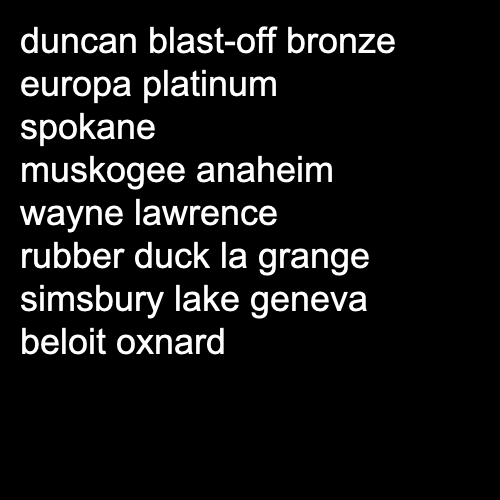 duncan blast-off bronze
europa platinum
spokane
muskogee anaheim
wayne lawrence
rubber duck la grange
simsbury lake geneva
beloit oxnard